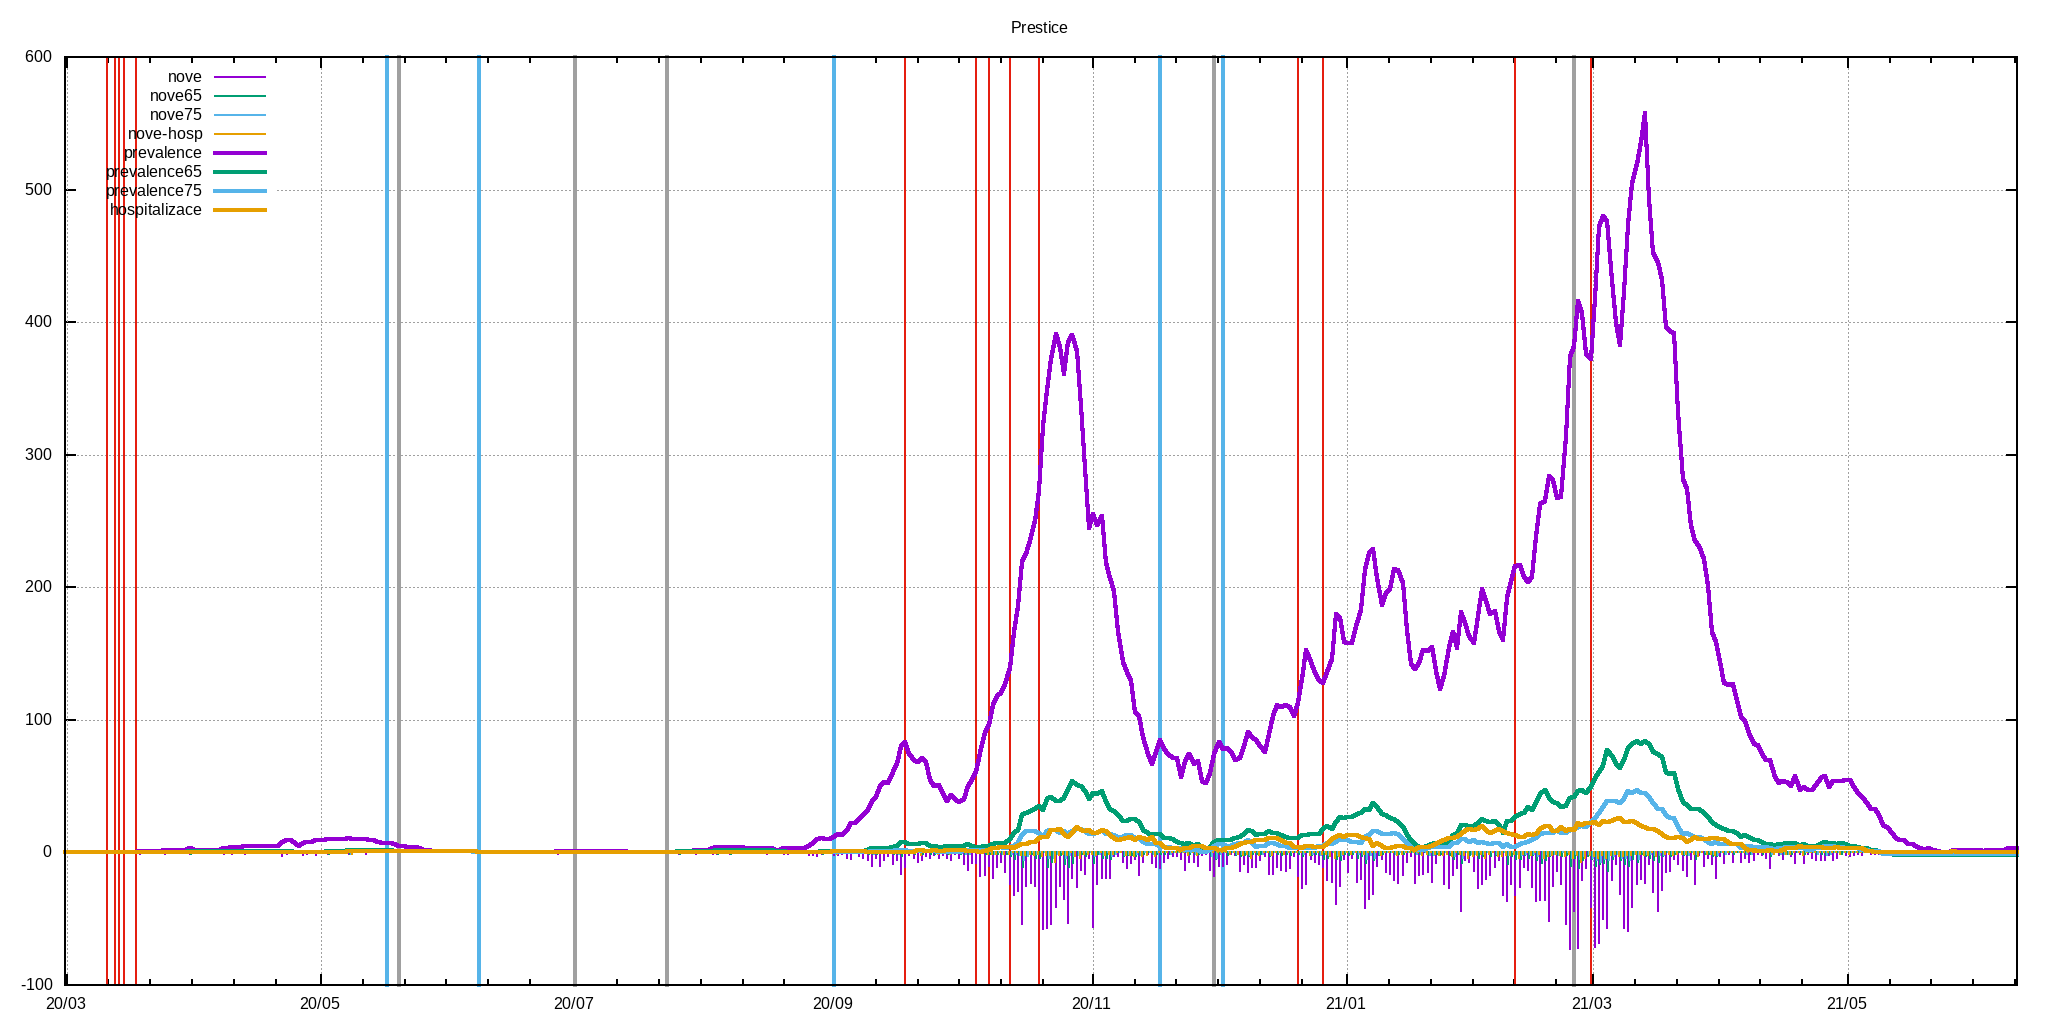 Prestice
600
500
400
300
200
100
0
-100
nove
nove65
nove75
nove-hosp
prevalence
prevalence65
prevalence75
hospitalizace
20/03 20/05 20/07 20/09 20/11 21/01 21/03 21/05